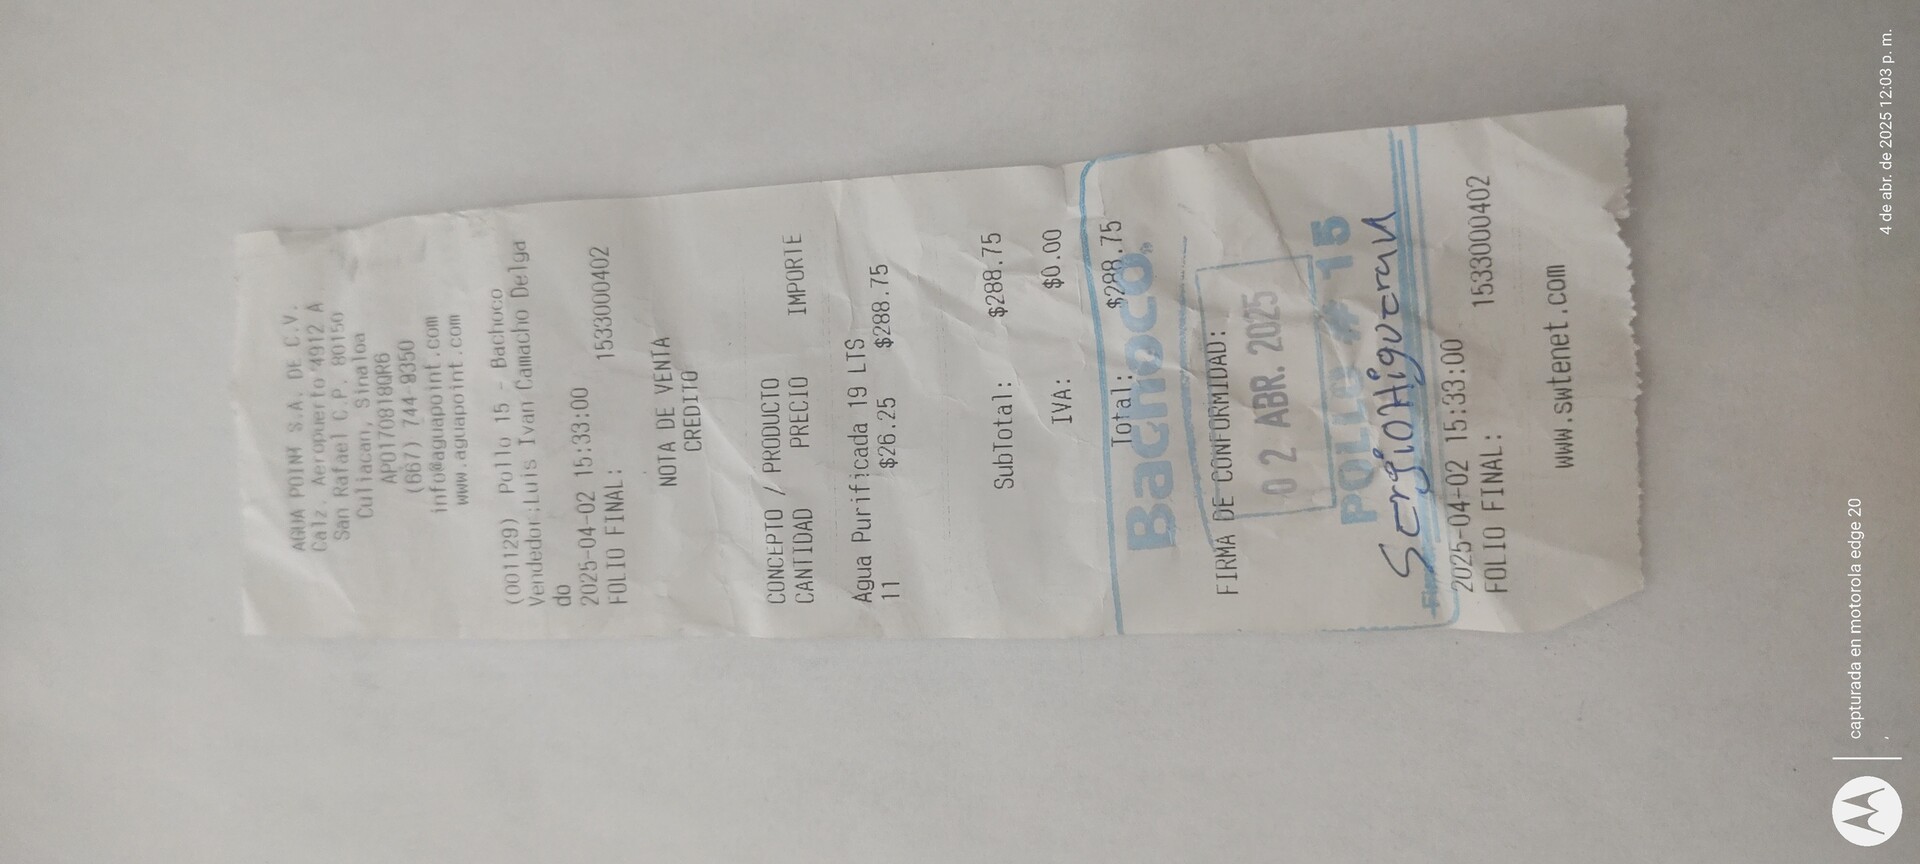 AGUA POINT S.A. DE C.V.
Calz. Aeropuerto 4912 A
San Rafael C.P. 80150
Culiacan, Sinaloa
APO170818QR6
(667) 744-9350
info@aguapoint.com
www.aguapoint.com
(001129) Pollo 15 - Bachoco
Vendedor:Luis Ivan Camacho Delga
do
2025-04-02 15:33:00
FOLIO FINAL: 1533000402
NOTA DE VENTA
CREDITO
CONCEPTO / PRODUCTO
CANTIDAD PRECIO IMPORTE
Agua Purificada 19 LTS
11 $26.25 $288.75
SubTotal: $288.75
IVA: $0.00
Total: $288.75
Bachoco
FIRMA DE CONFORMIDAD:
02 ABR. 2025
POLLO # 15
Sergio Higueran
2025-04-02 15:33:00
FOLIO FINAL: 1533000402
www.swtenet.com
capturada en motorola edge 20
4 de abr. de 2025 12:03 p. m.